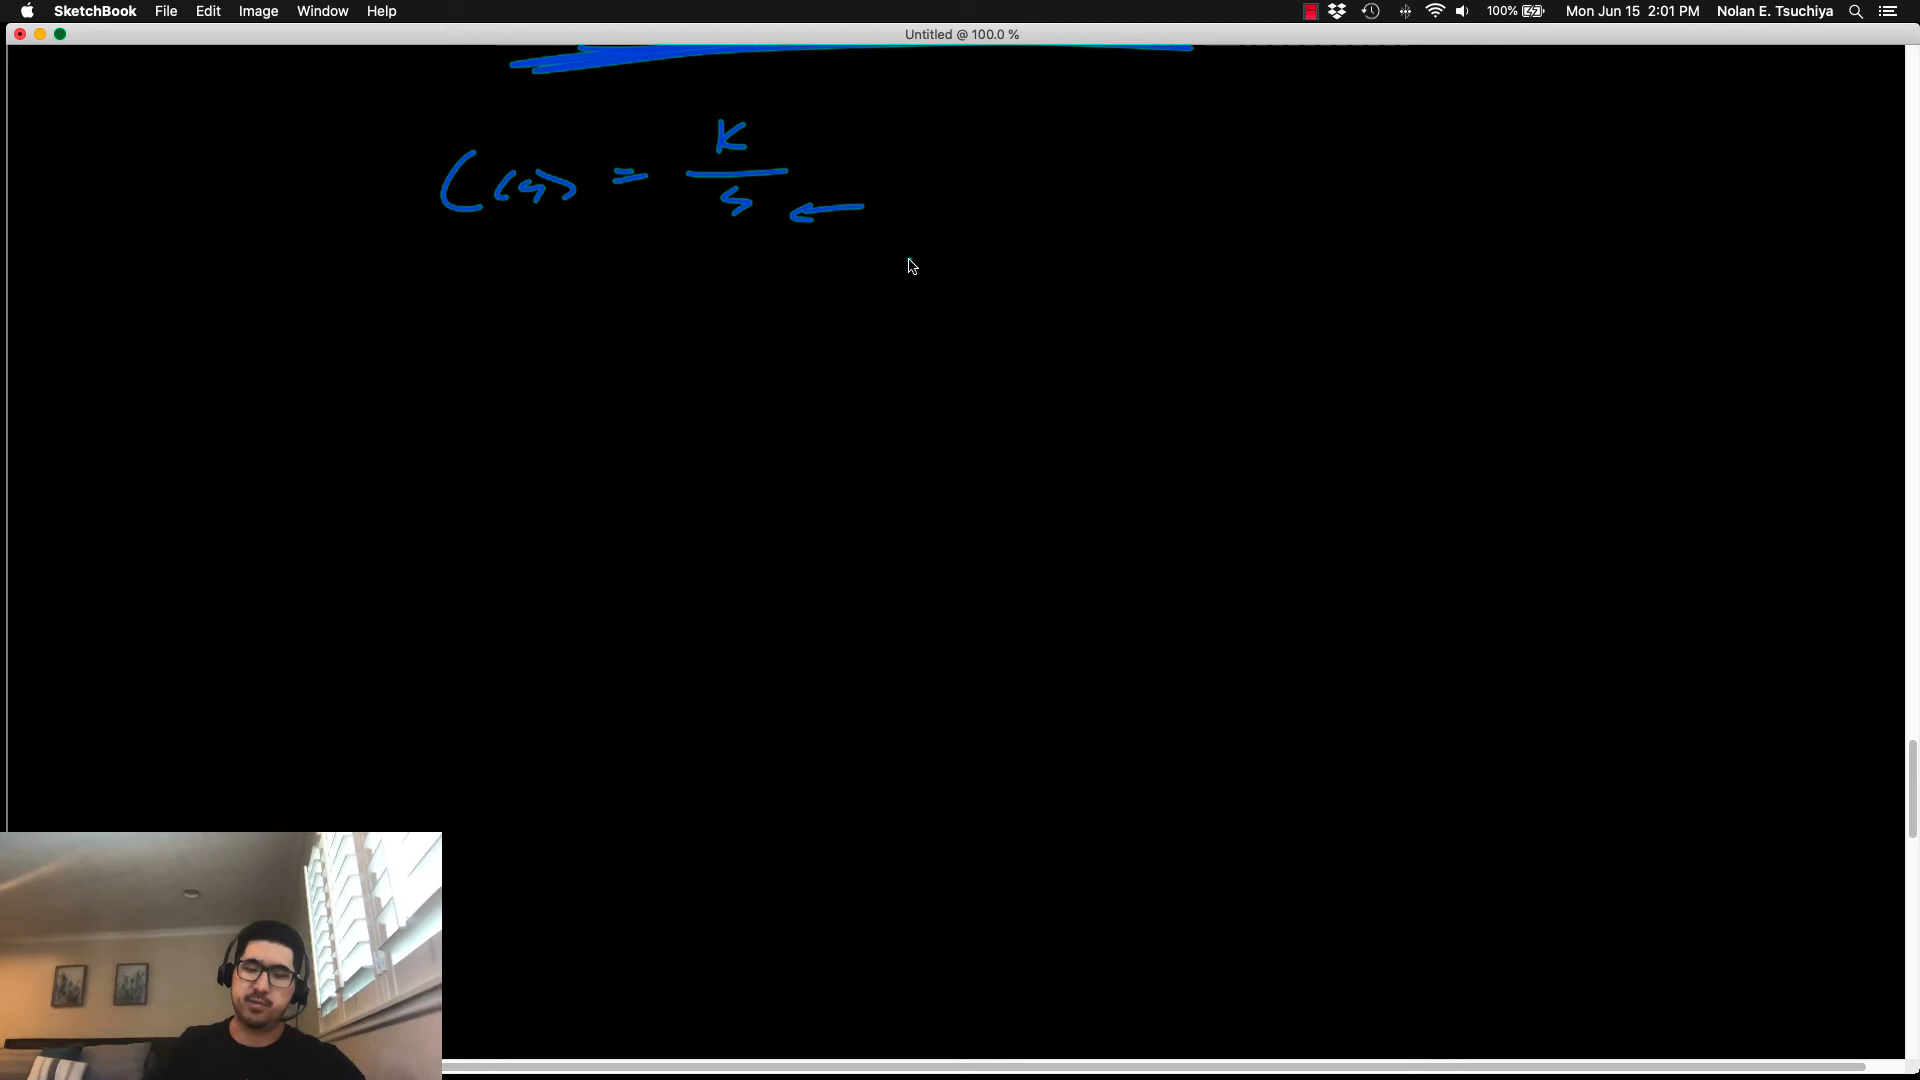 SketchBook File Edit Image Window Help 100% Mon Jun 15 2:01 PM Nolan E. Tsuchiya
Untitled @ 100.0 %
C(s) = K / s